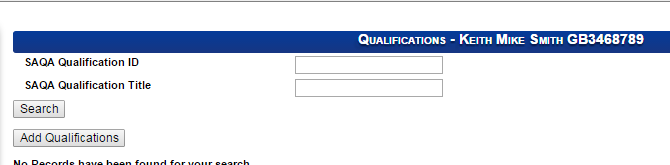 Qualifications - Keith Mike Smith GB3468789
SAQA Qualification ID
SAQA Qualification Title
Search
Add Qualifications
No Records have been found for your search